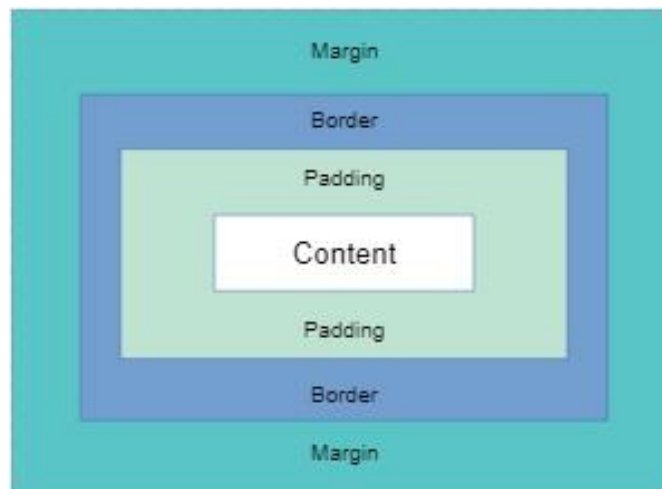 Margin
Border
Padding
Content
Padding
Border
Margin